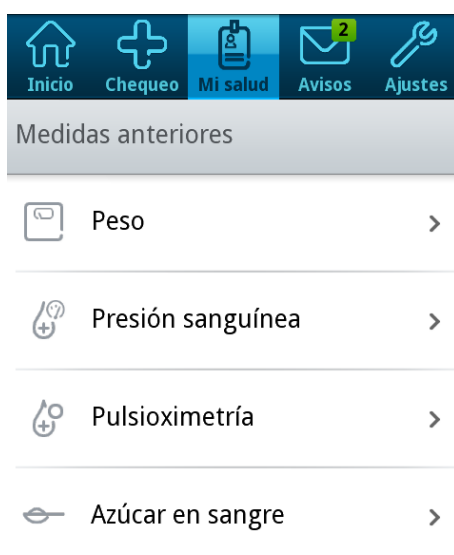 2
Inicio Chequeo Mi salud Avisos Ajustes
Medidas anteriores
Peso
Presión sanguínea
Pulsioximetría
Azúcar en sangre